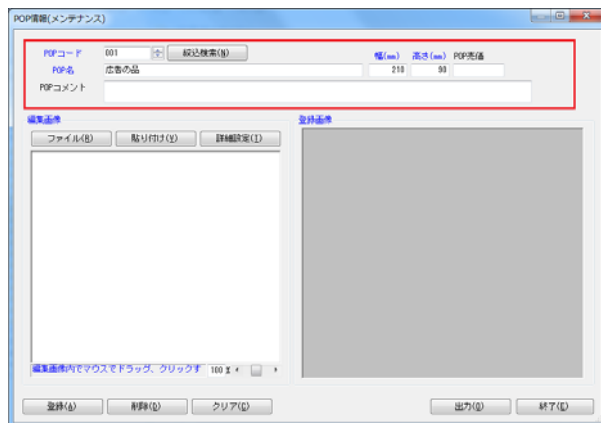 POP情報(メンテナンス)
POPコード 001 絞込検索(N) 幅(mm) 高さ(mm) POP売価
POP名 広告の品 210 90
POPコメント
編集画像 登録画像
ファイル(R) 貼り付け(V) 詳細設定(I)
編集画像内でマウスでドラッグ、クリックす 100 %
登録(A) 削除(D) クリア(C) 出力(O) 終了(E)